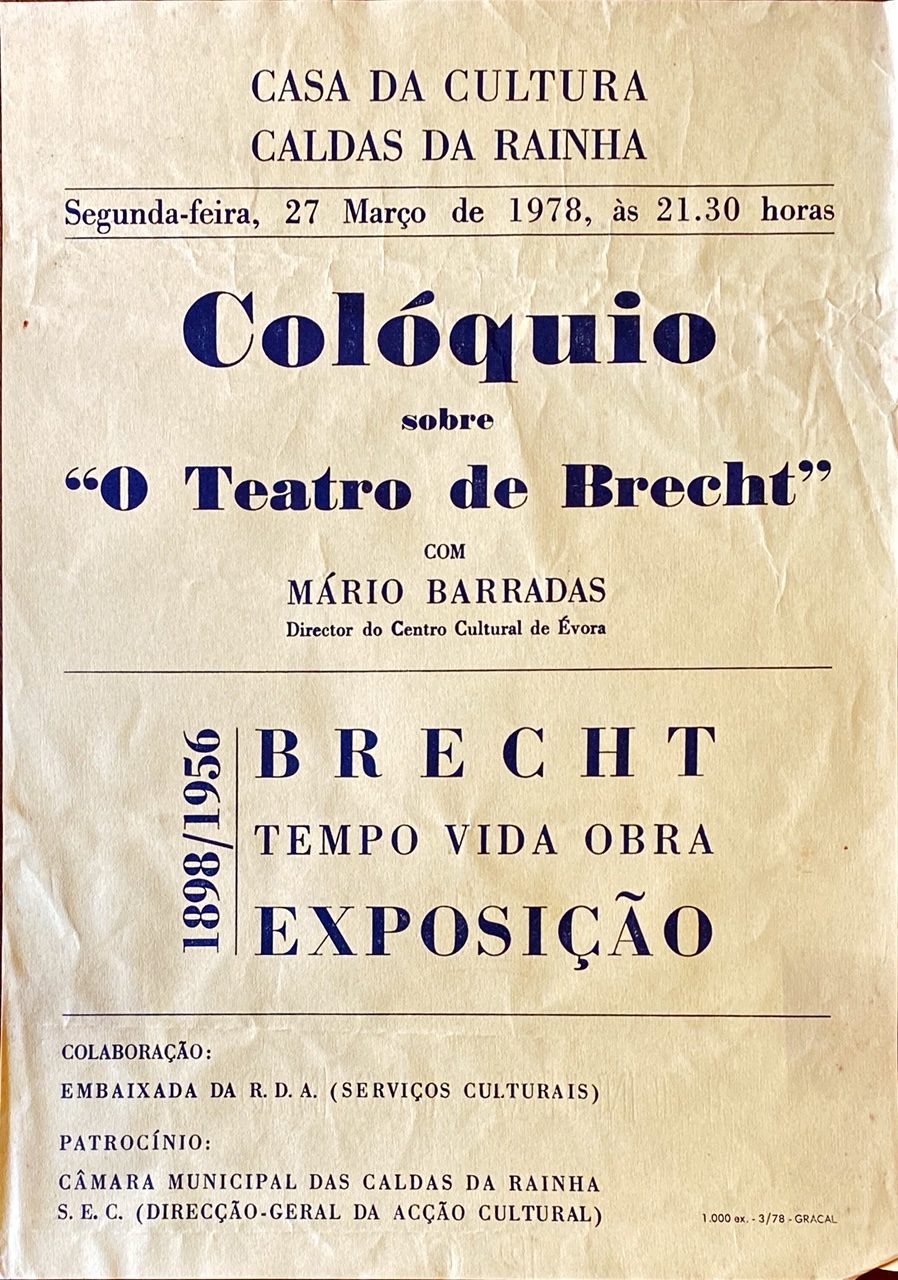 CASA DA CULTURA
CALDAS DA RAINHA
Segunda-feira, 27 Março de 1978, às 21.30 horas
Colóquio
sobre
“O Teatro de Brecht”
COM
MÁRIO BARRADAS
Director do Centro Cultural de Évora
1898/1956
BRECHT
TEMPO VIDA OBRA
EXPOSIÇÃO
COLABORAÇÃO:
EMBAIXADA DA R. D. A. (SERVIÇOS CULTURAIS)
PATROCÍNIO:
CÂMARA MUNICIPAL DAS CALDAS DA RAINHA
S. E. C. (DIRECÇÃO-GERAL DA ACÇÃO CULTURAL)
1.000 ex. - 3/78 - GRACAL